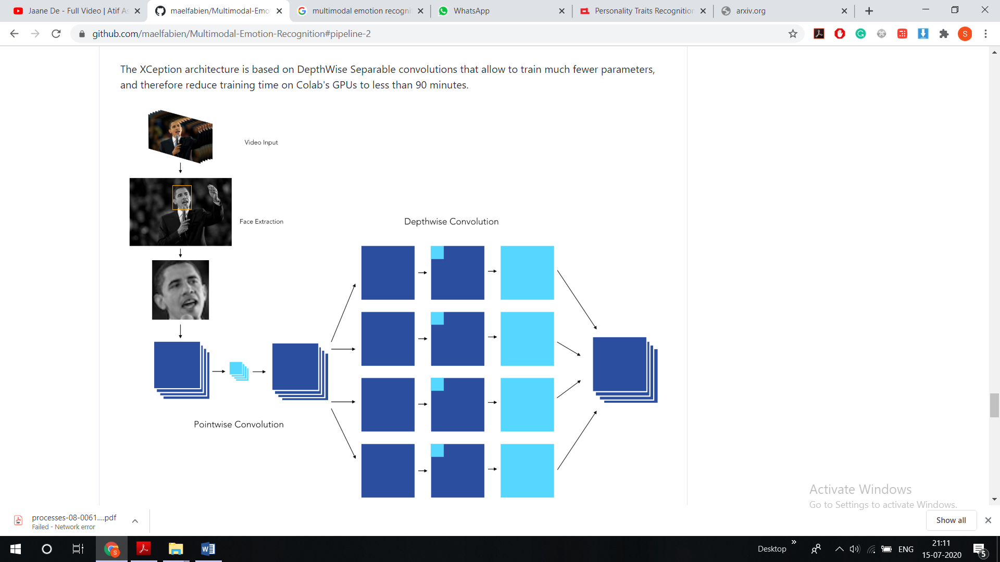 Jaane De - Full Video | Atif As
maelfabien/Multimodal-Emo
multimodal emotion recogni
WhatsApp
Personality Traits Recognition
arxiv.org
github.com/maelfabien/Multimodal-Emotion-Recognition#pipeline-2
S
The XCeption architecture is based on DepthWise Separable convolutions that allow to train much fewer parameters,
and therefore reduce training time on Colab's GPUs to less than 90 minutes.
Video Input
Face Extraction
Depthwise Convolution
Pointwise Convolution
Activate Windows
Go to Settings to activate Windows.
processes-08-0061....pdf
Failed - Network error
Show all
Desktop
ENG
21:11
15-07-2020
5